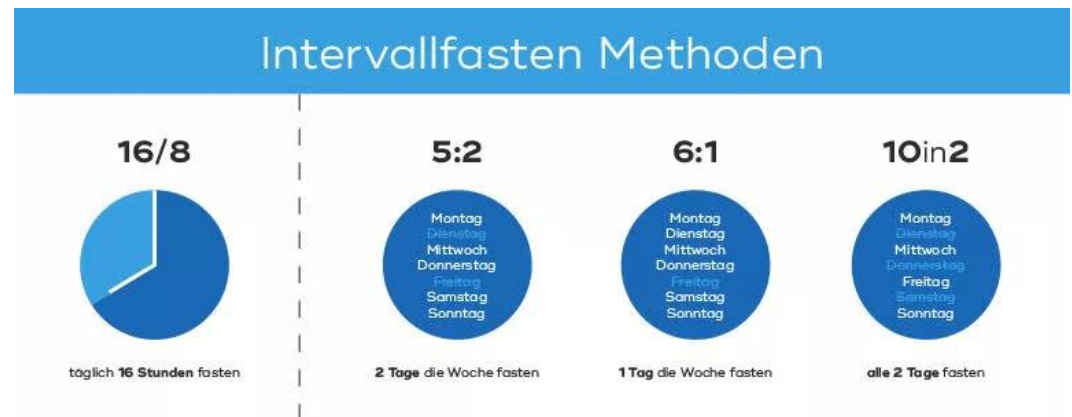 Intervallfasten Methoden
16/8
täglich 16 Stunden fasten
5:2
Montag
Dienstag
Mittwoch
Donnerstag
Freitag
Samstag
Sonntag
2 Tage die Woche fasten
6:1
Montag
Dienstag
Mittwoch
Donnerstag
Freitag
Samstag
Sonntag
1 Tag die Woche fasten
10in2
Montag
Dienstag
Mittwoch
Donnerstag
Freitag
Samstag
Sonntag
alle 2 Tage fasten